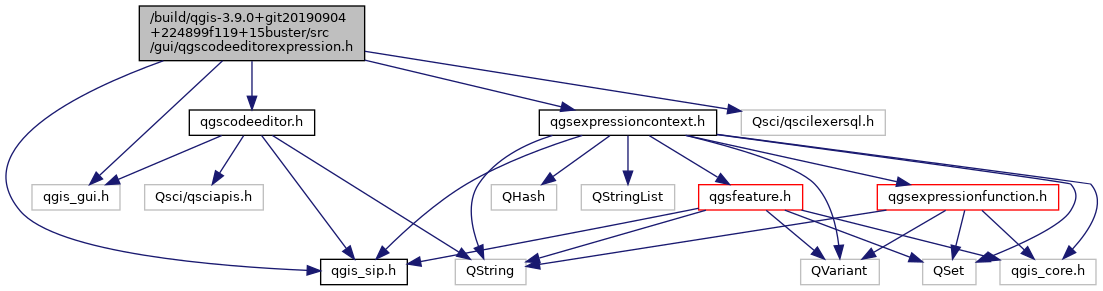 /build/qgis-3.9.0+git20190904
+224899f119+15buster/src
/gui/qgscodeeditorexpression.h
qgscodeeditor.h
qgsexpressioncontext.h
Qsci/qscilexersql.h
qgis_gui.h
Qsci/qsciapis.h
QHash
QStringList
qgsfeature.h
qgsexpressionfunction.h
qgis_sip.h
QString
QVariant
QSet
qgis_core.h